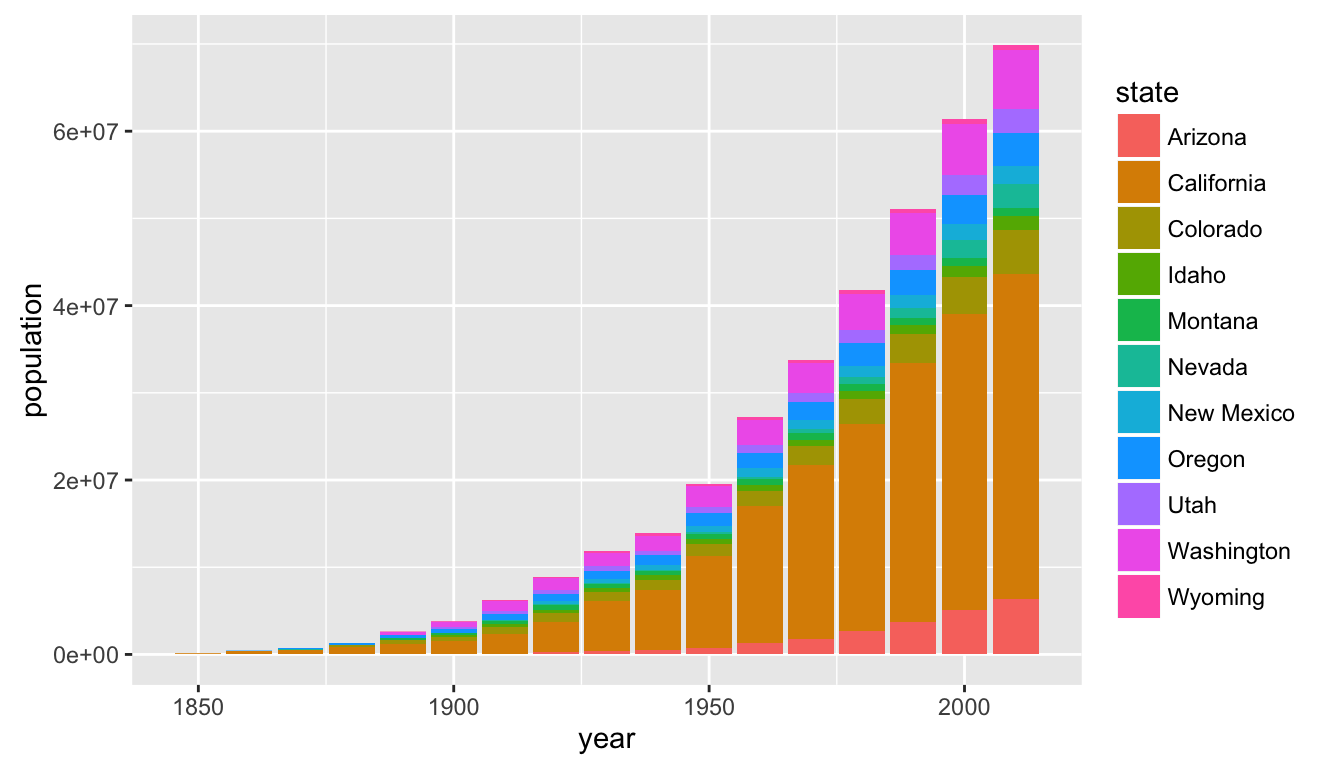 6e+07
4e+07
2e+07
0e+00
population
1850 1900 1950 2000
year
state
Arizona
California
Colorado
Idaho
Montana
Nevada
New Mexico
Oregon
Utah
Washington
Wyoming